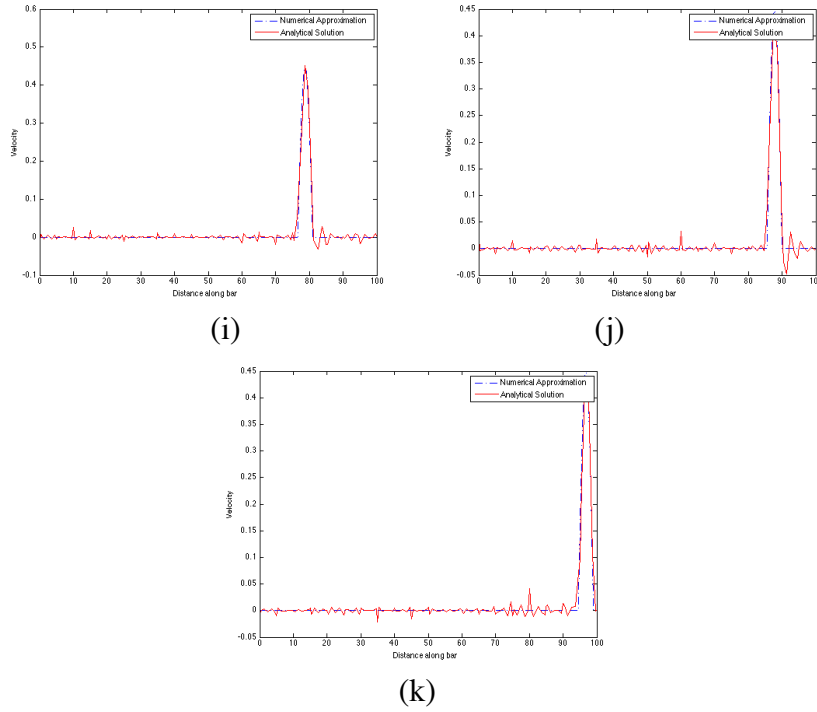 0.6
0.5
0.4
0.3
0.2
0.1
0
-0.1
Velocity
Numerical Approximation
Analytical Solution
0 10 20 30 40 50 60 70 80 90 100
Distance along bar
(i)
0.45
0.4
0.35
0.3
0.25
0.2
0.15
0.1
0.05
0
-0.05
Velocity
Numerical Approximation
Analytical Solution
0 10 20 30 40 50 60 70 80 90 100
Distance along bar
(j)
0.45
0.4
0.35
0.3
0.25
0.2
0.15
0.1
0.05
0
-0.05
Velocity
Numerical Approximation
Analytical Solution
0 10 20 30 40 50 60 70 80 90 100
Distance along bar
(k)